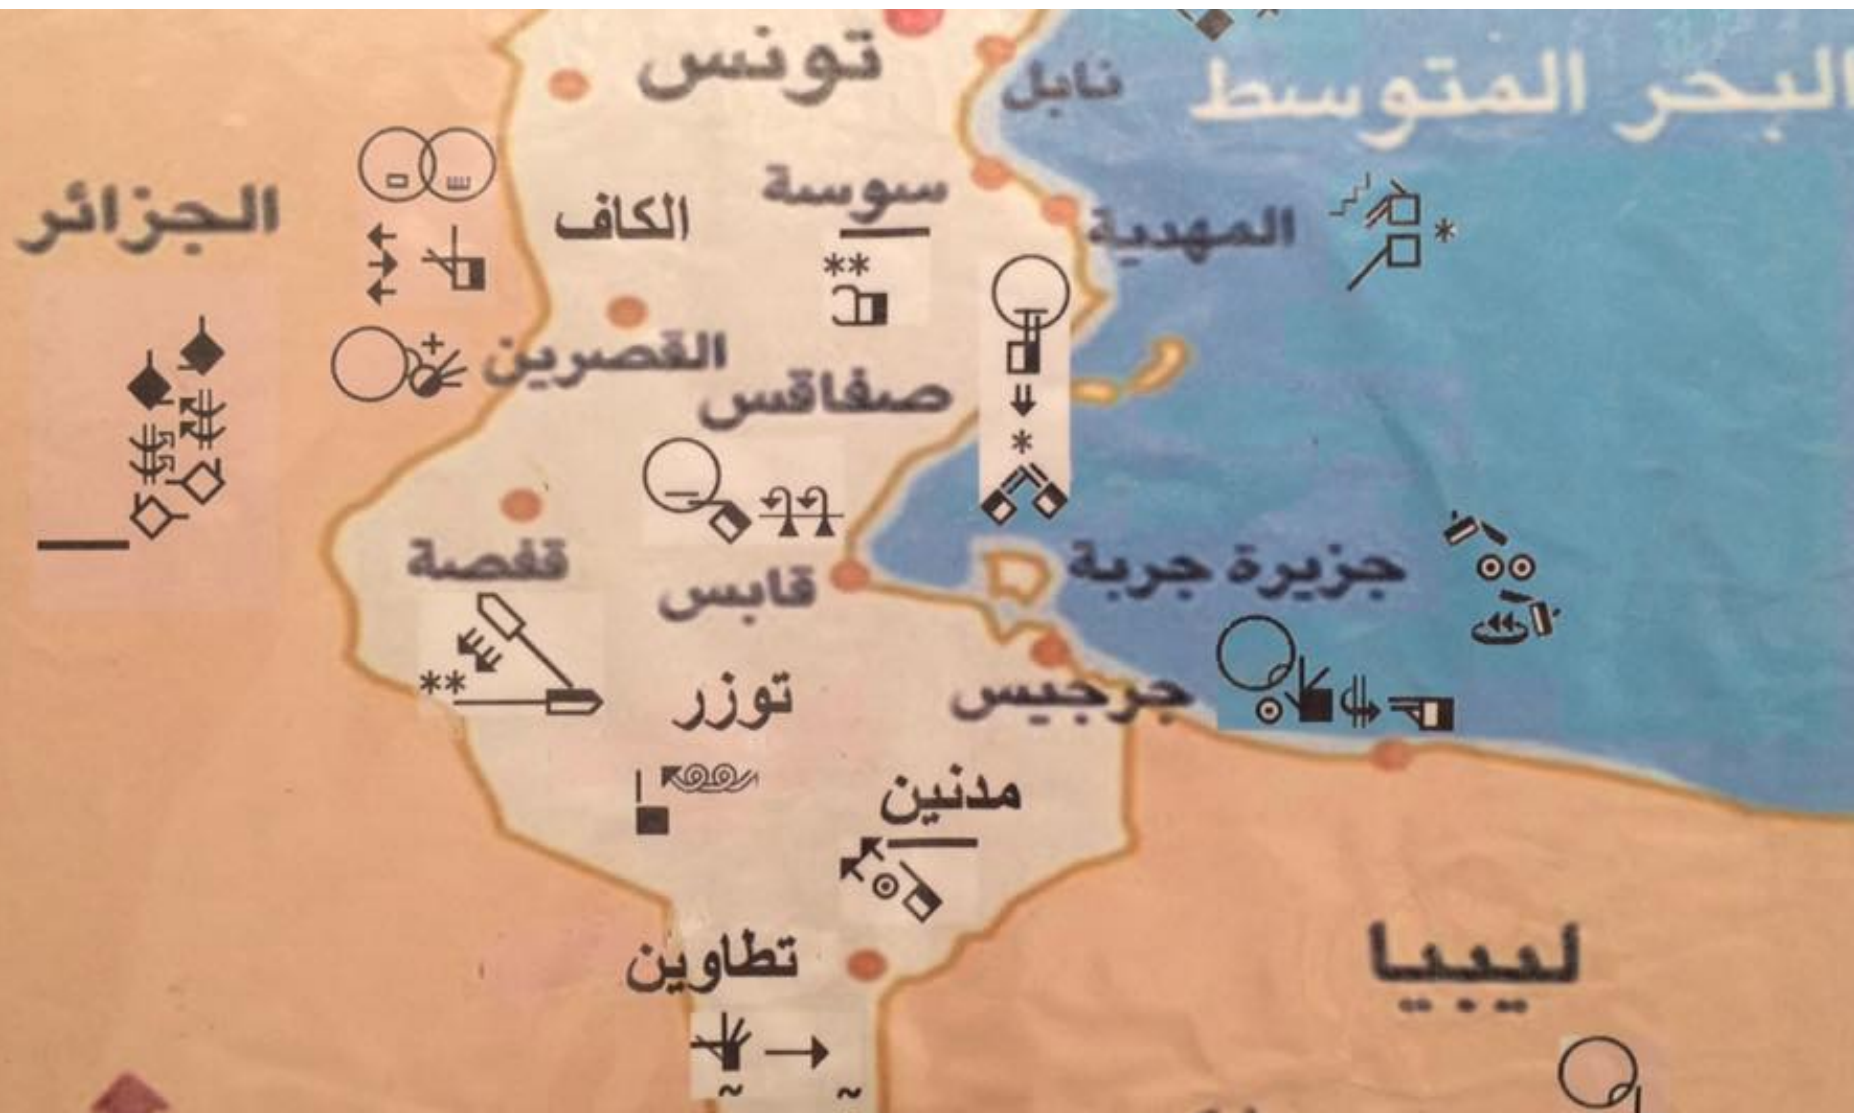 تونس
نابل
البحر المتوسط
الجزائر
الكاف
سوسة
المهدية
القصرين
صفاقس
قفصة
قابس
جزيرة جربة
توزر
جرجيس
مدنين
تطاوين
ليبيا